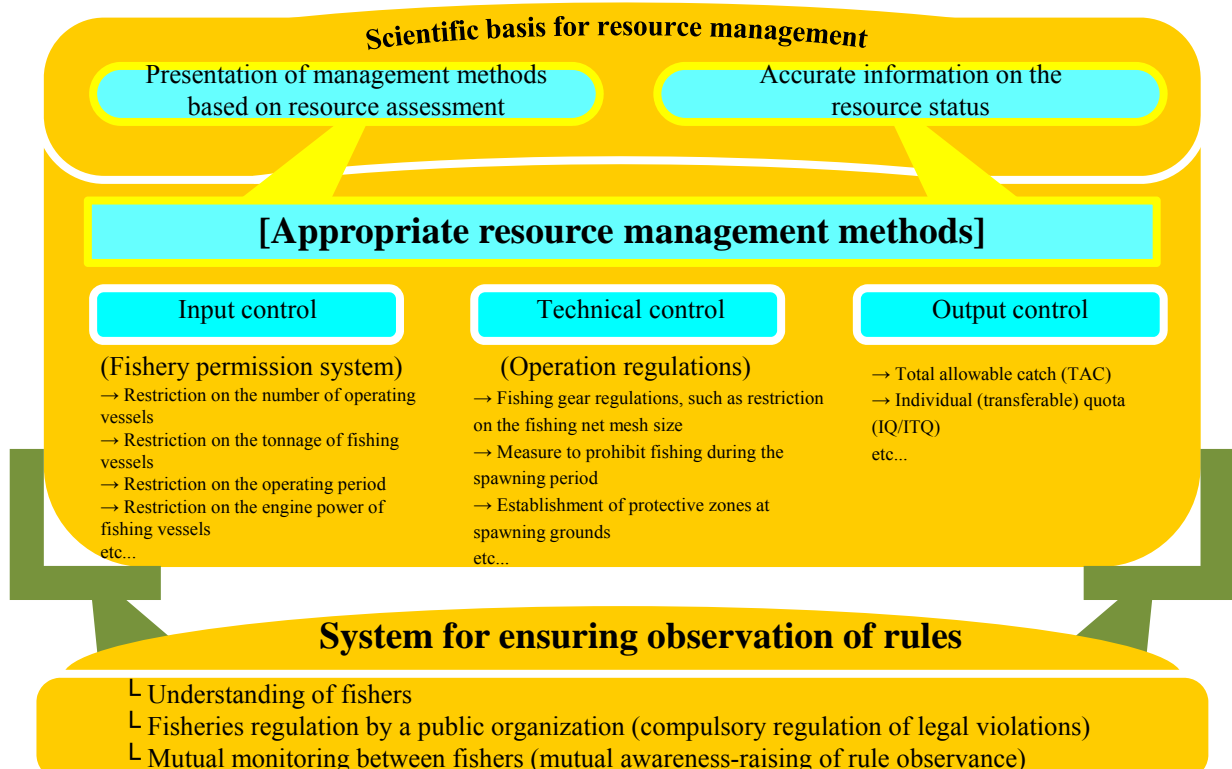 Scientific basis for resource management
Presentation of management methods
based on resource assessment
Accurate information on the
resource status
[Appropriate resource management methods]
Input control
(Fishery permission system)
→ Restriction on the number of operating
vessels
→ Restriction on the tonnage of fishing
vessels
→ Restriction on the operating period
→ Restriction on the engine power of
fishing vessels
etc...
Technical control
(Operation regulations)
→ Fishing gear regulations, such as restriction
on the fishing net mesh size
→ Measure to prohibit fishing during the
spawning period
→ Establishment of protective zones at
spawning grounds
etc...
Output control
→ Total allowable catch (TAC)
→ Individual (transferable) quota
(IQ/ITQ)
etc...
System for ensuring observation of rules
└ Understanding of fishers
└ Fisheries regulation by a public organization (compulsory regulation of legal violations)
└ Mutual monitoring between fishers (mutual awareness-raising of rule observance)